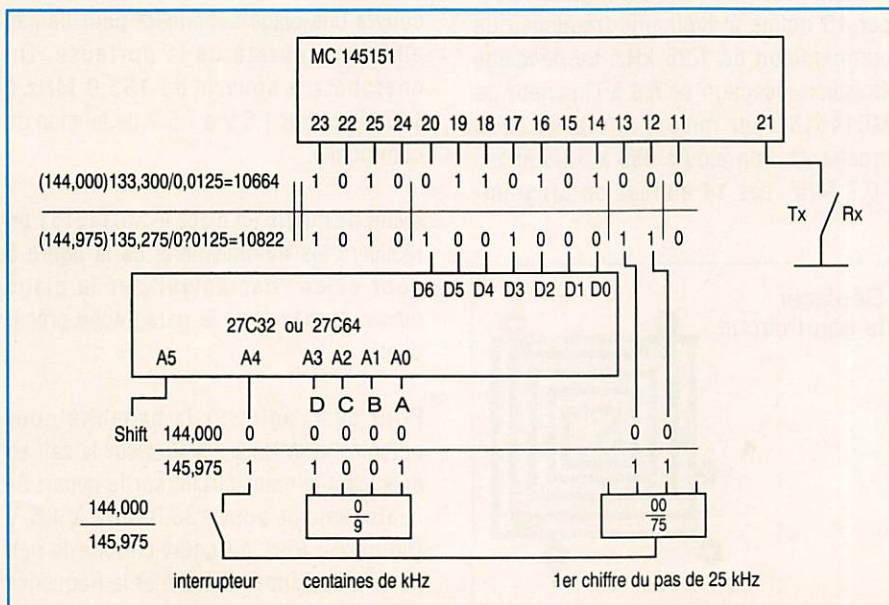 MC 145151
23 22 25 24 20 19 18 17 16 15 14 13 12 11 21
(144,000)133,300/0,0125=10664 1 0 1 0 0 1 1 0 1 0 1 0 0 0
Tx Rx
(144,975)135,275/0?0125=10822 1 0 1 0 1 0 0 1 0 0 0 1 1 0
D6 D5 D4 D3 D2 D1 D0
27C32 ou 27C64
A5 A4 A3 A2 A1 A0
D C B A
Shift 144,000 0 0 0 0 0 0 0
145,975 1 1 0 0 1 1 1
144,000
145,975
0
9
00
75
interrupteur centaines de kHz 1er chiffre du pas de 25 kHz